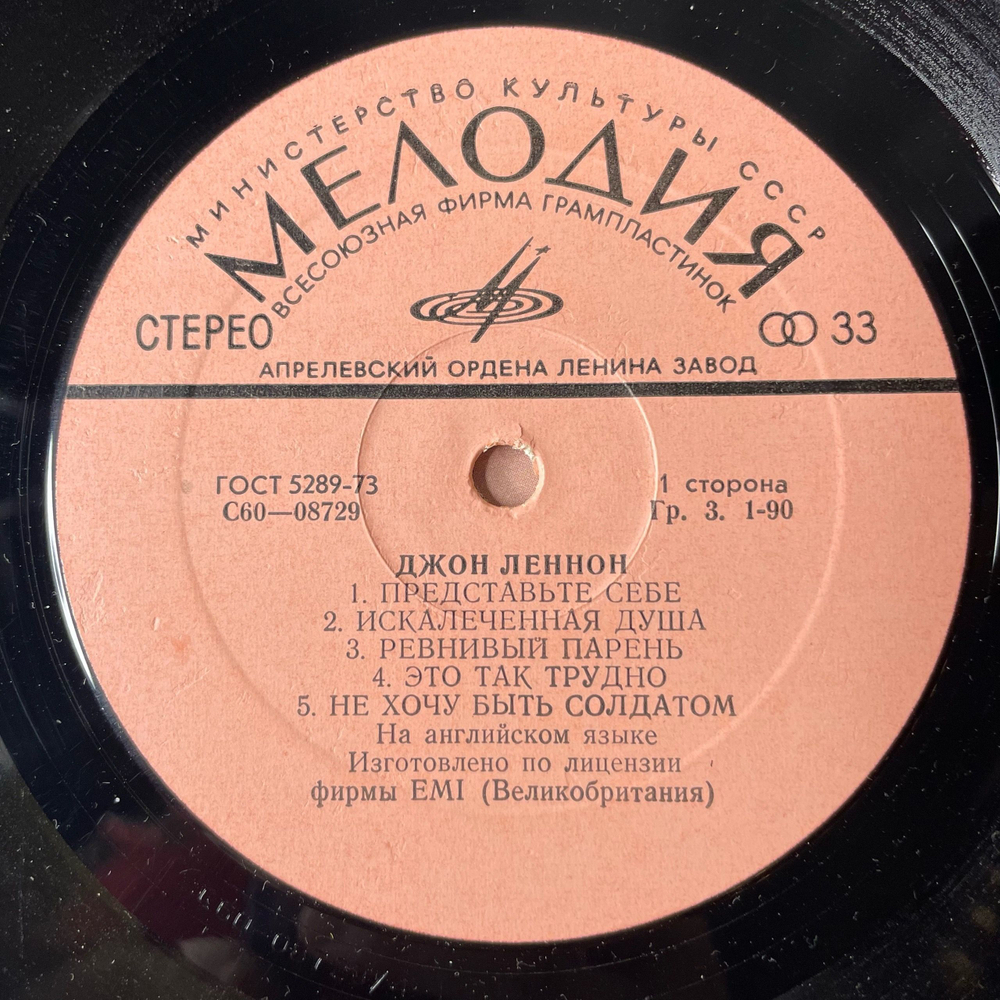 МИНИСТЕРСТВО КУЛЬТУРЫ СССР
МЕЛОДИЯ
ВСЕСОЮЗНАЯ ФИРМА ГРАМПЛАСТИНОК
СТЕРЕО
33
АПРЕЛЕВСКИЙ ОРДЕНА ЛЕНИНА ЗАВОД
ГОСТ 5289-73
С60—08729
1 сторона
Гр. 3. 1-90
ДЖОН ЛЕННОН
1. ПРЕДСТАВЬТЕ СЕБЕ
2. ИСКАЛЕЧЕННАЯ ДУША
3. РЕВНИВЫЙ ПАРЕНЬ
4. ЭТО ТАК ТРУДНО
5. НЕ ХОЧУ БЫТЬ СОЛДАТОМ
На английском языке
Изготовлено по лицензии
фирмы EMI (Великобритания)